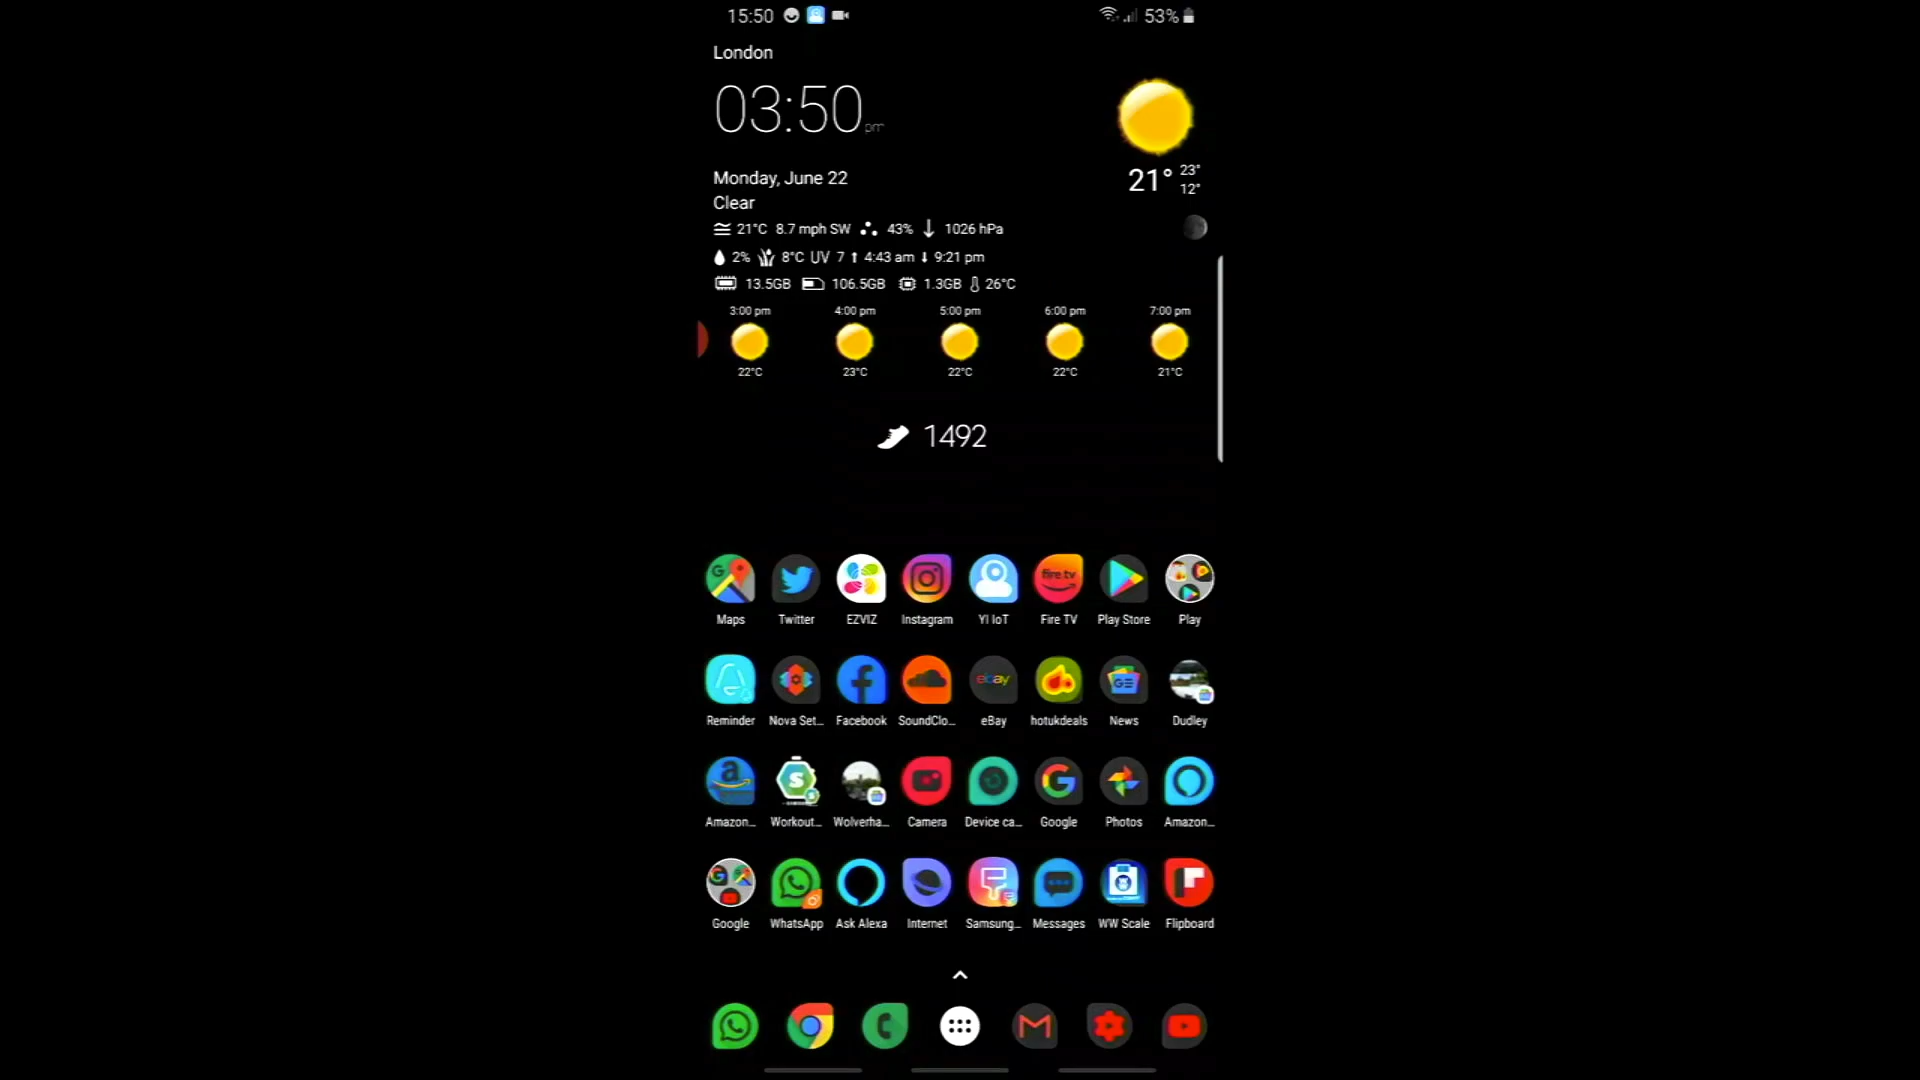 15:50 53%
London
03:50 pm
21° 23°
12°
Monday, June 22
Clear
21°C 8.7 mph SW 43% 1026 hPa
2% 8°C UV 7 4:43 am 9:21 pm
13.5GB 106.5GB 1.3GB 26°C
3:00 pm 4:00 pm 5:00 pm 6:00 pm 7:00 pm
22°C 23°C 22°C 22°C 21°C
1492
fire tv
Maps Twitter EZVIZ Instagram YI IoT Fire TV Play Store Play
ebay
Reminder Nova Set... Facebook SoundClo... eBay hotukdeals News Dudley
Amazon... Workout... Wolverha... Camera Device ca... Google Photos Amazon...
Google WhatsApp Ask Alexa Internet Samsung... Messages WW Scale Flipboard